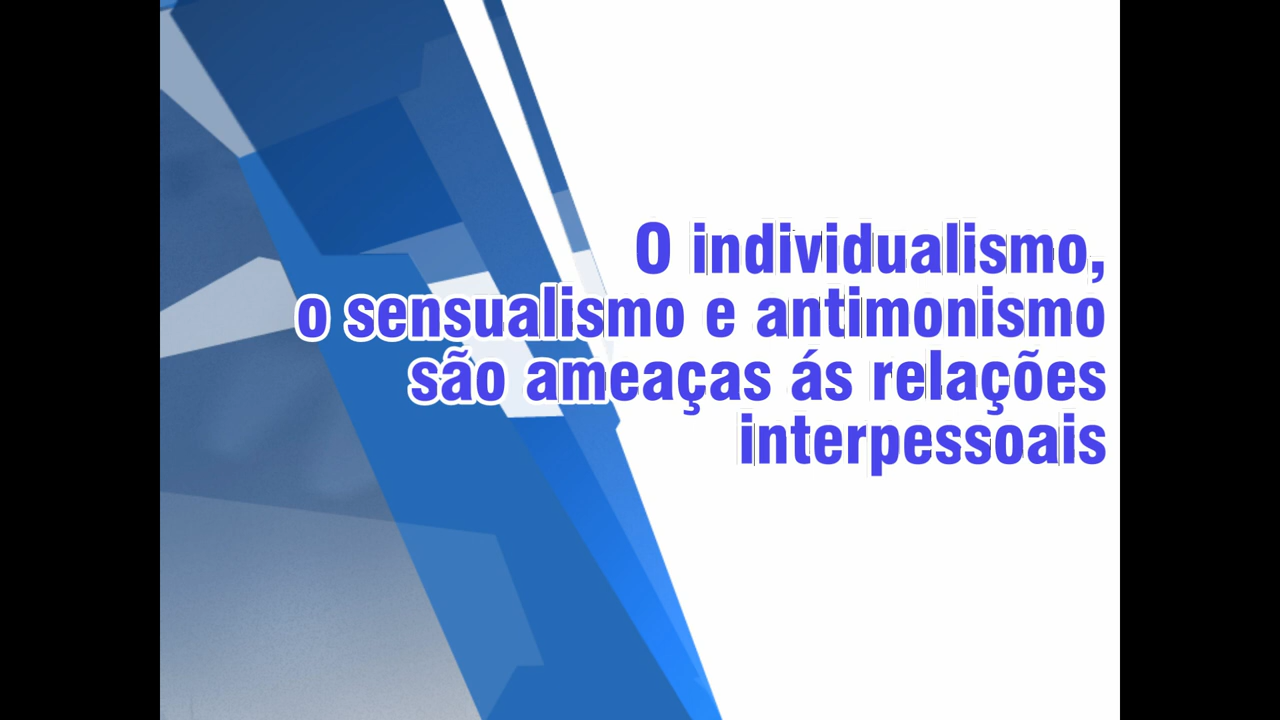 O individualismo,
o sensualismo e antimonismo
são ameaças ás relações
interpessoais